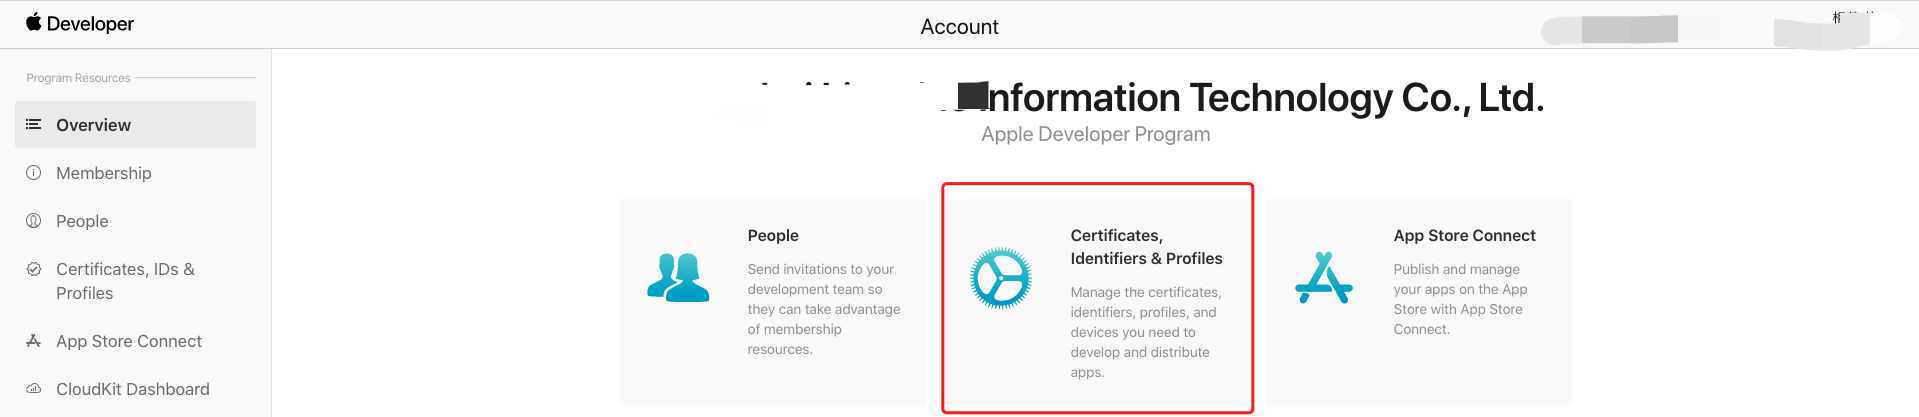 Developer
Account
Program Resources
Overview
Membership
People
Certificates, IDs &
Profiles
App Store Connect
CloudKit Dashboard
Information Technology Co., Ltd.
Apple Developer Program
People
Send invitations to your
development team so
they can take advantage
of membership
resources.
Certificates,
Identifiers & Profiles
Manage the certificates,
identifiers, profiles, and
devices you need to
develop and distribute
apps.
App Store Connect
Publish and manage
your apps on the App
Store with App Store
Connect.